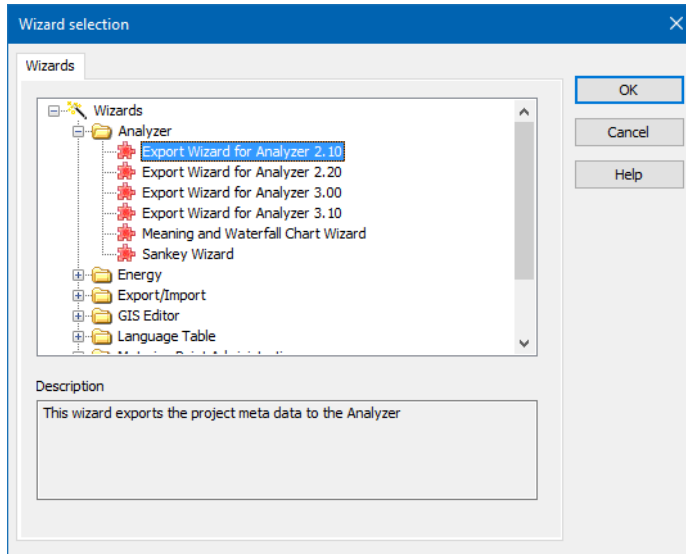 Wizard selection
Wizards
OK
Cancel
Help
Wizards
Analyzer
Export Wizard for Analyzer 2.10
Export Wizard for Analyzer 2.20
Export Wizard for Analyzer 3.00
Export Wizard for Analyzer 3.10
Meaning and Waterfall Chart Wizard
Sankey Wizard
Energy
Export/Import
GIS Editor
Language Table
Description
This wizard exports the project meta data to the Analyzer